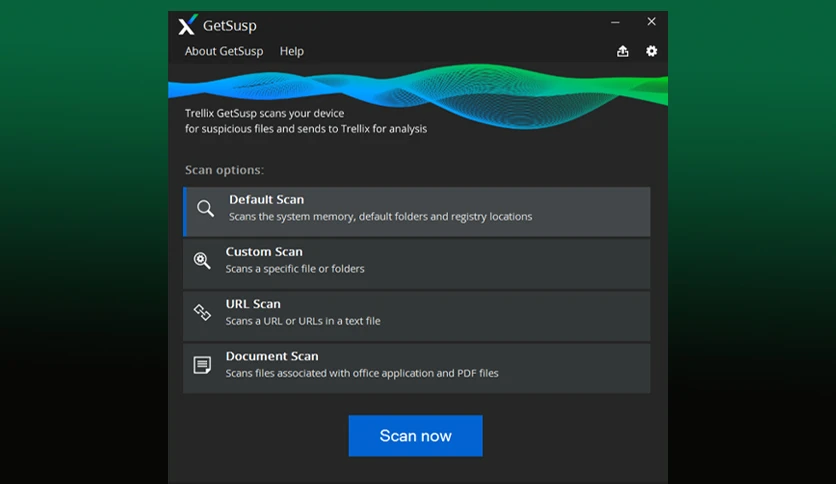 GetSusp
About GetSusp Help
Trellix GetSusp scans your device
for suspicious files and sends to Trellix for analysis
Scan options:
Default Scan
Scans the system memory, default folders and registry locations
Custom Scan
Scans a specific file or folders
URL Scan
Scans a URL or URLs in a text file
Document Scan
Scans files associated with office application and PDF files
Scan now